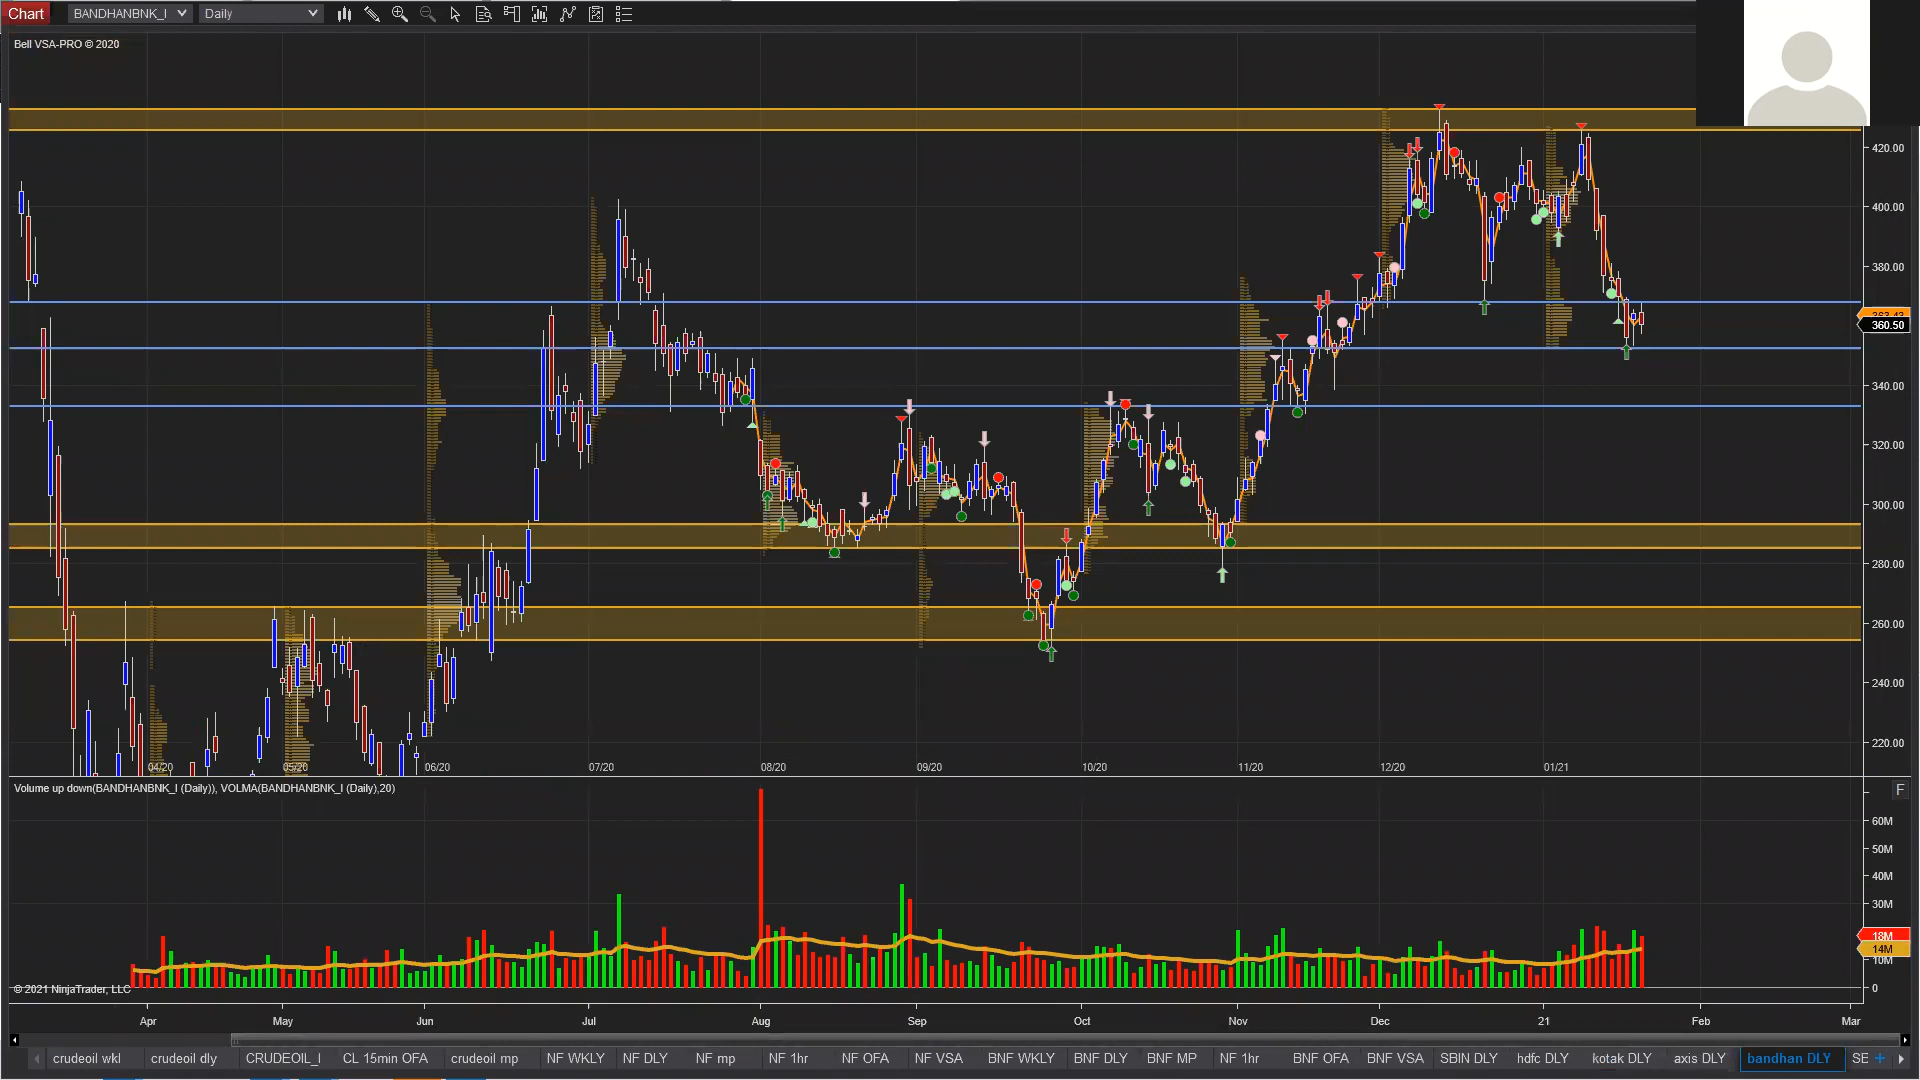 Chart BANDHANBNK_I Daily
Bell VSA-PRO © 2020
420.00
400.00
380.00
360.50
340.00
320.00
300.00
280.00
260.00
240.00
220.00
04/20 05/20 06/20 07/20 08/20 09/20 10/20 11/20 12/20 01/21
Volume up down(BANDHANBNK_I (Daily)), VOLMA(BANDHANBNK_I (Daily),20)
F
60M
50M
40M
30M
18M
14M
10M
0
© 2021 NinjaTrader, LLC
Apr May Jun Jul Aug Sep Oct Nov Dec 21 Feb Mar
crudeoil wkl crudeoil dly CRUDEOIL_I CL 15min OFA crudeoil mp NF WKLY NF DLY NF mp NF 1hr NF OFA NF VSA BNF WKLY BNF DLY BNF MP NF 1hr BNF OFA BNF VSA SBIN DLY hdfc DLY kotak DLY axis DLY bandhan DLY SE +